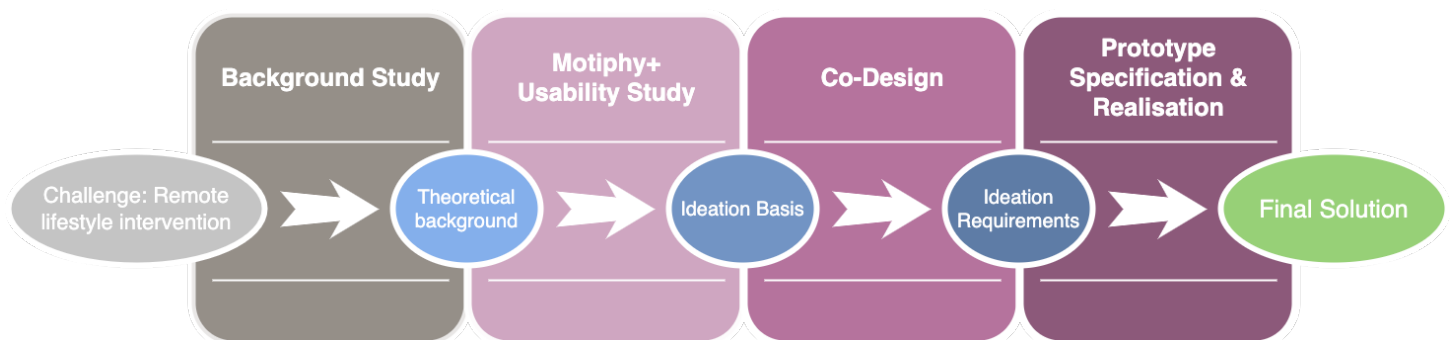 Background Study
Motiphy+
Usability Study
Co-Design
Prototype
Specification &
Realisation
Challenge: Remote
lifestyle intervention
Theoretical
background
Ideation Basis
Ideation
Requirements
Final Solution